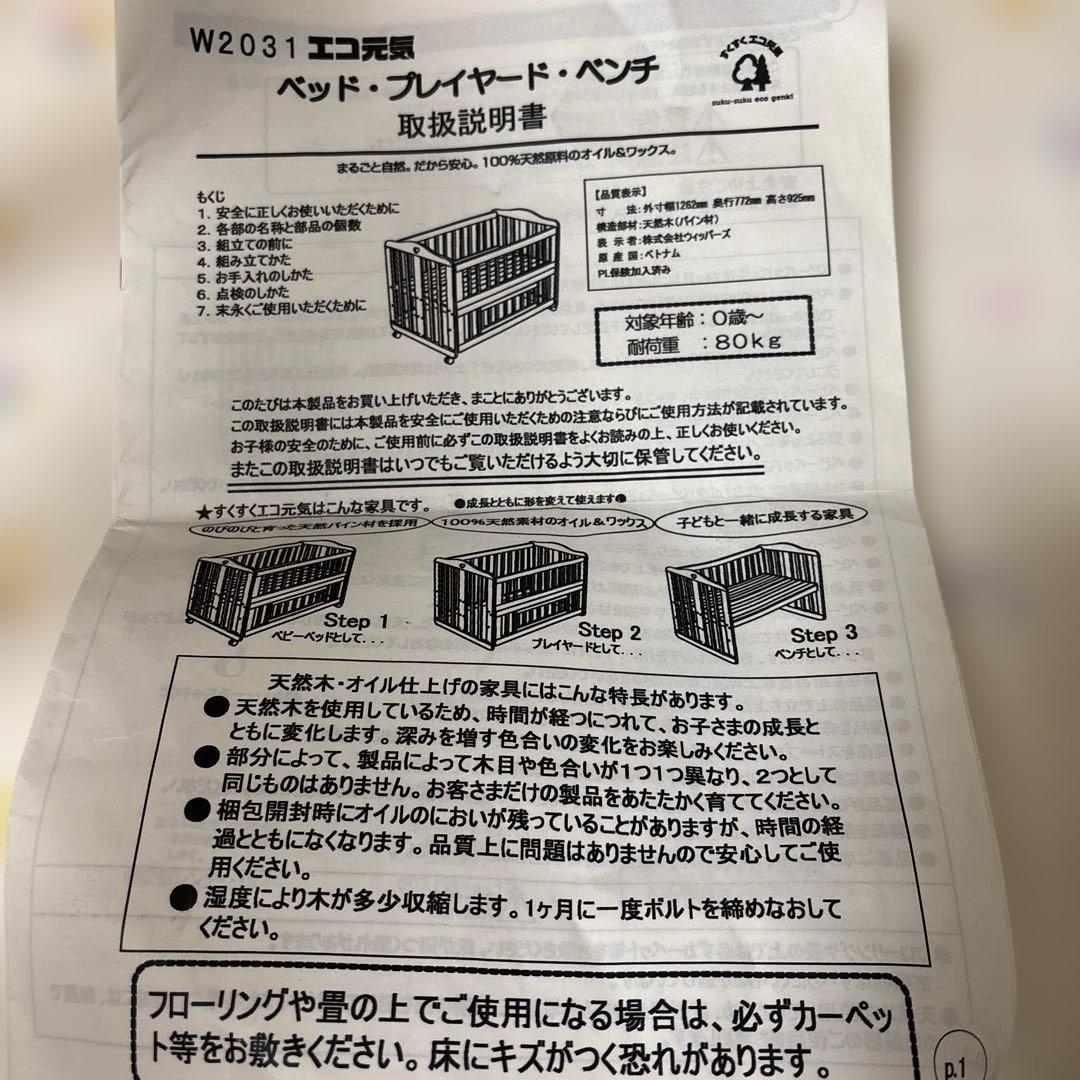 W2031 エコ元気
ベッド・プレイヤード・ベンチ
取扱説明書
すくすくエコ元気
suku-suku eco genki
まるごと自然。だから安心。100%天然原料のオイル&ワックス。
もくじ
1. 安全に正しくお使いいただくために
2. 各部の名称と部品の個数
3. 組立ての前に
4. 組み立てかた
5. お手入れのしかた
6. 点検のしかた
7. 末永くご使用いただくために
【品質表示】
寸 法:外寸幅1262mm 奥行772mm 高さ925mm
構造部材:天然木(パイン材)
表 示 者:株式会社ウィッパーズ
原 産 国:ベトナム
PL保険加入済み
対象年齢:0歳～
耐荷重 :80kg
このたびは本製品をお買い上げいただき、まことにありがとうございます。
この取扱説明書には本製品を安全にご使用いただくための注意ならびにご使用方法が記載されています。
お子様の安全のために、ご使用前に必ずこの取扱説明書をよくお読みの上、正しくお使いください。
またこの取扱説明書はいつでもご覧いただけるよう大切に保管してください。
★すくすくエコ元気はこんな家具です。 ●成長とともに形を変えて使えます●
のびのびと育った天然パイン材を採用 100%天然素材のオイル&ワックス 子どもと一緒に成長する家具
Step 1
ベビーベッドとして...
Step 2
プレイヤードとして...
Step 3
ベンチとして...
天然木・オイル仕上げの家具にはこんな特長があります。
● 天然木を使用しているため、時間が経つにつれて、お子さまの成長と
ともに変化します。深みを増す色合いの変化をお楽しみください。
● 部分によって、製品によって木目や色合いが1つ1つ異なり、2つとして
同じものはありません。お客さまだけの製品をあたたかく育ててください。
● 梱包開封時にオイルのにおいが残っていることがありますが、時間の経
過とともになくなります。品質上に問題はありませんので安心してご使
用ください。
● 湿度により木が多少収縮します。1ヶ月に一度ボルトを締めなおして
ください。
フローリングや畳の上でご使用になる場合は、必ずカーペッ
ト等をお敷きください。床にキズがつく恐れがあります。
p.1